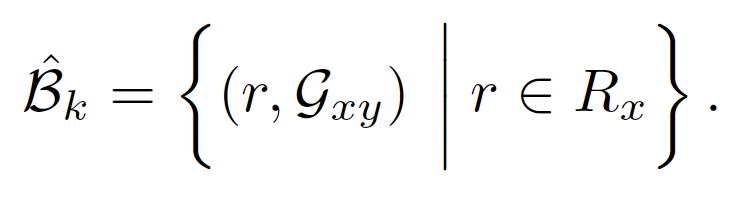 $$\hat{\mathcal{B}}_k = \left\{ (r, \mathcal{G}_{xy}) \;\middle|\; r \in R_x \right\}.$$